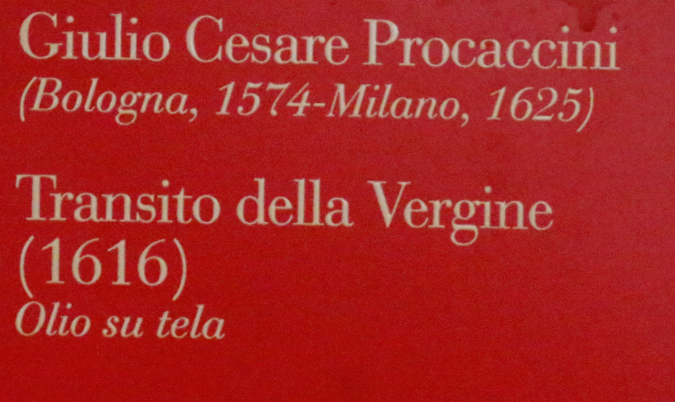 Giulio Cesare Procaccini
(Bologna, 1574-Milano, 1625)
Transito della Vergine
(1616)
Olio su tela